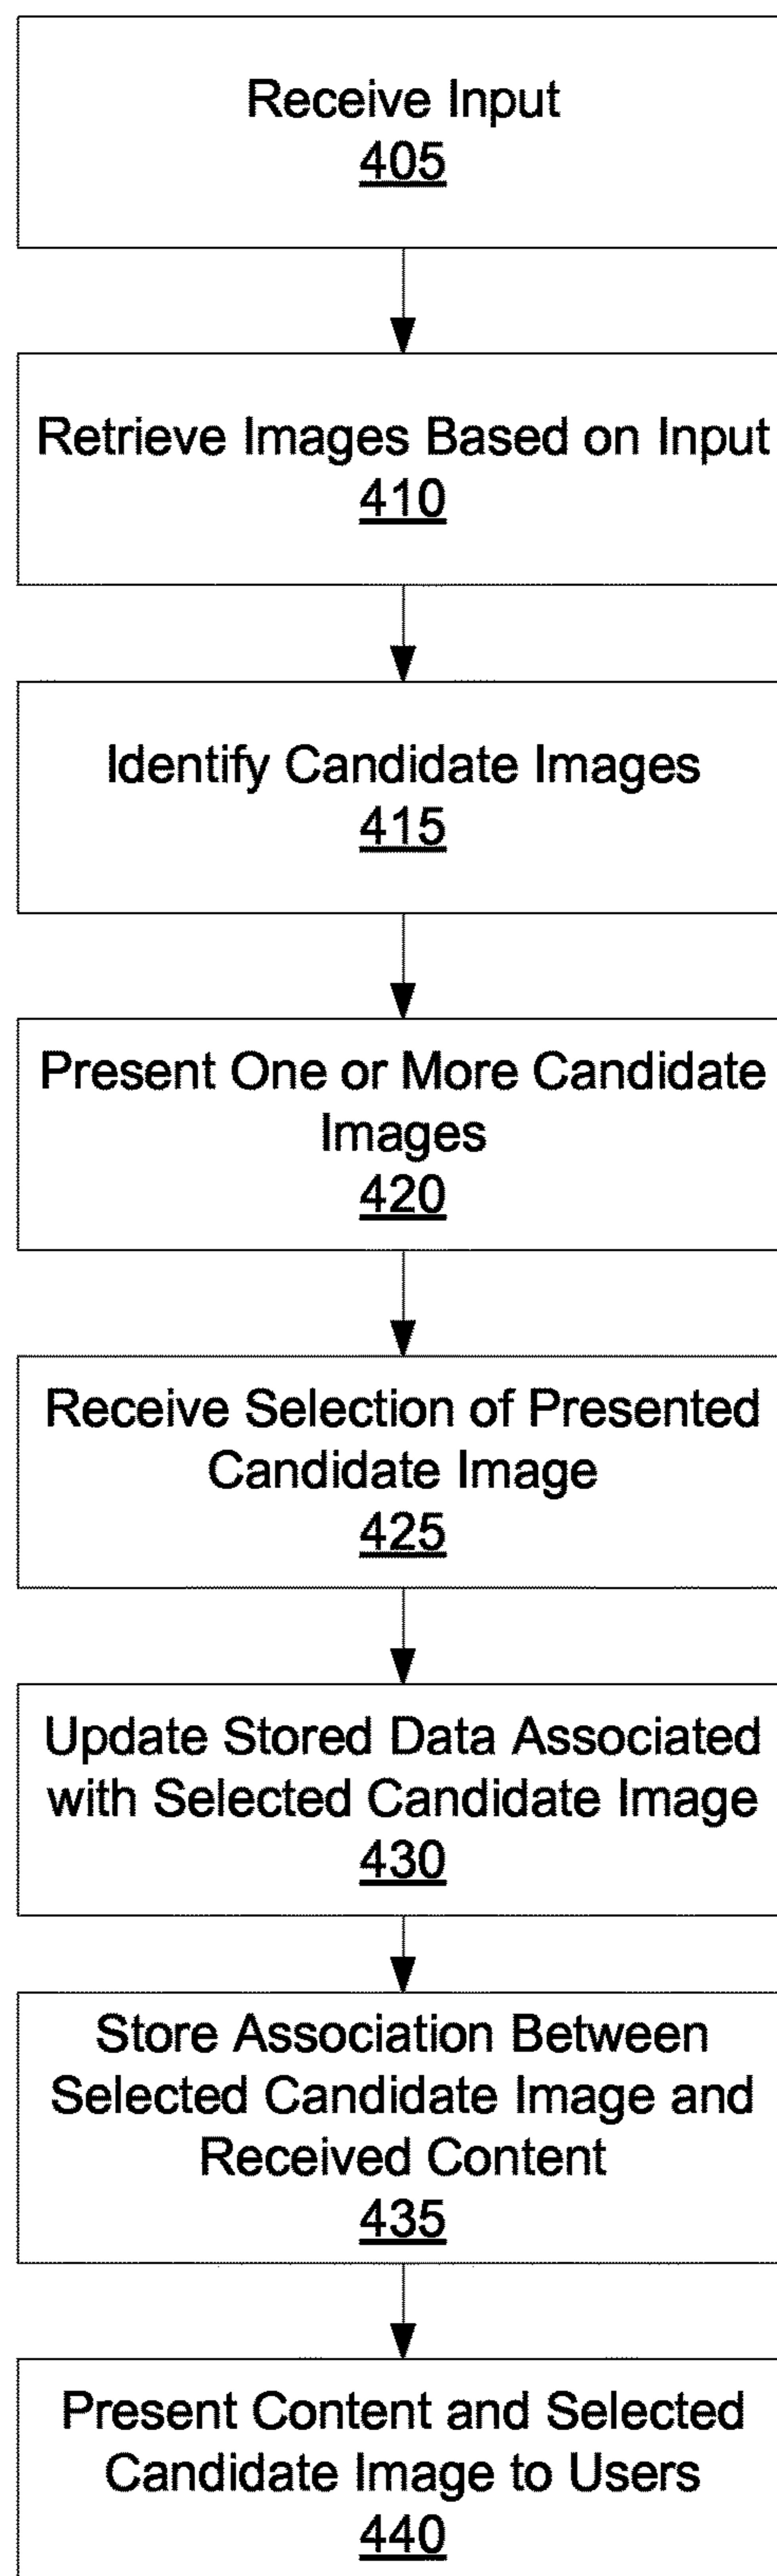 Receive Input
405
Retrieve Images Based on Input
410
Identify Candidate Images
415
Present One or More Candidate
Images
420
Receive Selection of Presented
Candidate Image
425
Update Stored Data Associated
with Selected Candidate Image
430
Store Association Between
Selected Candidate Image and
Received Content
435
Present Content and Selected
Candidate Image to Users
440